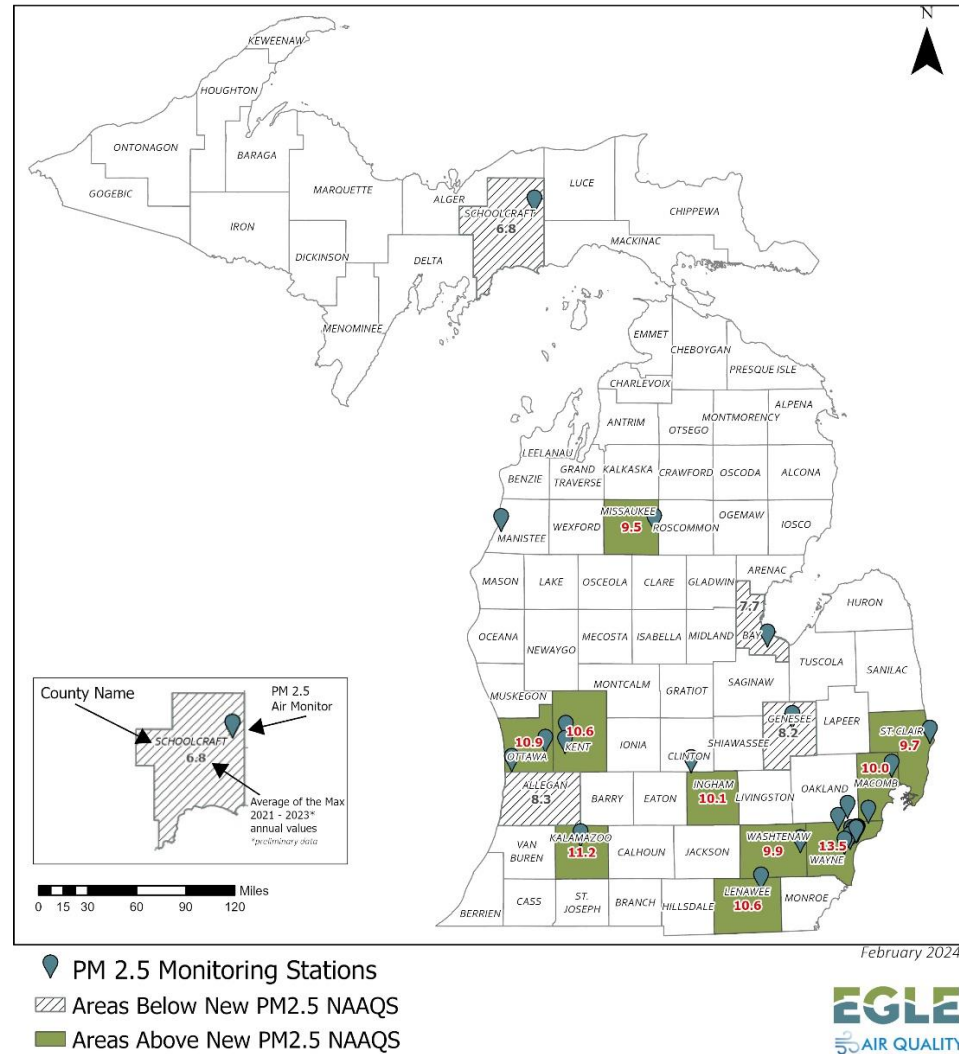 N
KEWEENAW
HOUGHTON
ONTONAGON
BARAGA
GOGEBIC
MARQUETTE
LUCE
ALGER
SCHOOLCRAFT
6.8
CHIPPEWA
IRON
MACKINAC
DICKINSON
DELTA
MENOMINEE
EMMET
CHEBOYGAN
PRESQUE ISLE
CHARLEVOIX
ANTRIM
OTSEGO
MONTMORENCY
ALPENA
LEELANAU
BENZIE
GRAND
TRAVERSE
KALKASKA
CRAWFORD
OSCODA
ALCONA
MANISTEE
WEXFORD
MISSAUKEE
9.5
ROSCOMMON
OGEMAW
IOSCO
ARENAC
MASON
LAKE
OSCEOLA
CLARE
GLADWIN
HURON
7.7
BAY
OCEANA
NEWAYGO
MECOSTA
ISABELLA
MIDLAND
TUSCOLA
SANILAC
MONTCALM
GRATIOT
SAGINAW
MUSKEGON
GENESEE
8.2
LAPEER
10.9
OTTAWA
10.6
KENT
IONIA
CLINTON
SHIAWASSEE
ST. CLAIR
9.7
10.0
MACOMB
ALLEGAN
8.3
BARRY
EATON
INGHAM
10.1
LIVINGSTON
OAKLAND
VAN
BUREN
KALAMAZOO
11.2
CALHOUN
JACKSON
WASHTENAW
9.9
13.5
WAYNE
BERRIEN
CASS
ST.
JOSEPH
BRANCH
HILLSDALE
LENAWEE
10.6
MONROE
County Name
PM 2.5
Air Monitor
SCHOOLCRAFT
6.8
Average of the Max
2021 - 2023*
annual values
*preliminary data
Miles
0 15 30 60 90 120
February 2024
PM 2.5 Monitoring Stations
Areas Below New PM2.5 NAAQS
Areas Above New PM2.5 NAAQS
EGLE
AIR QUALITY